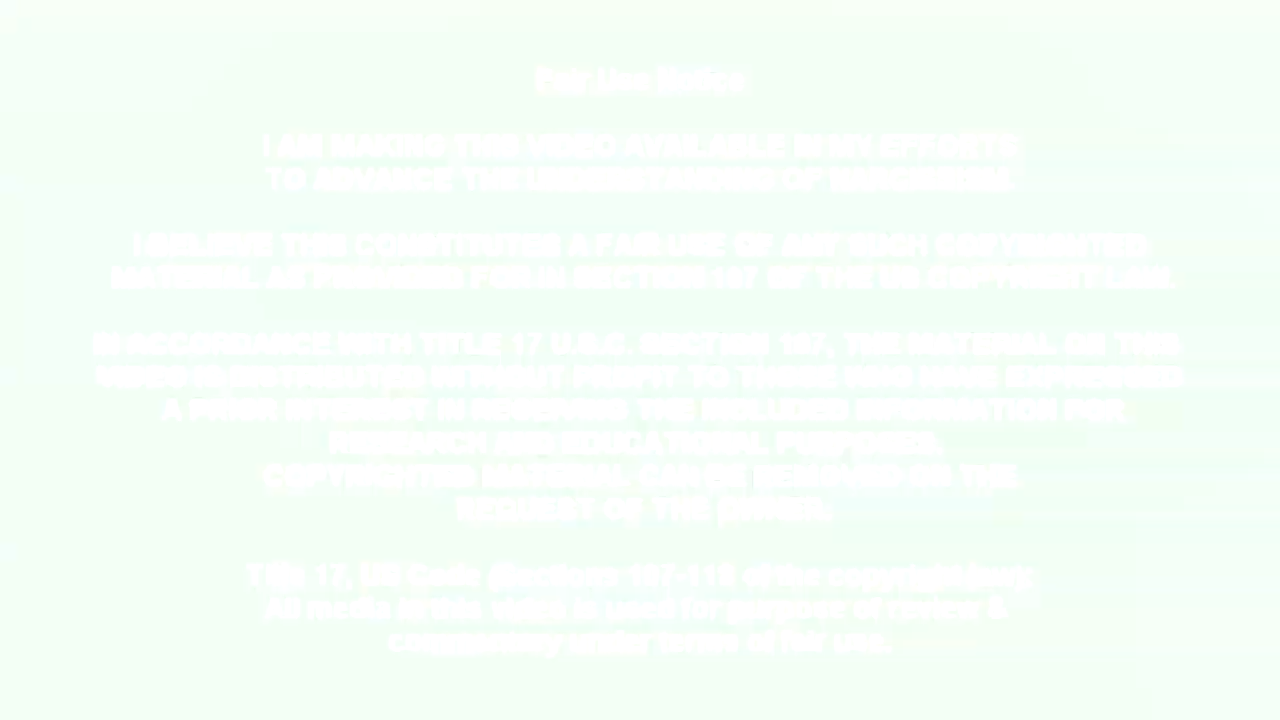 Fair Use Notice
I AM MAKING THIS VIDEO AVAILABLE IN MY EFFORTS
TO ADVANCE THE UNDERSTANDING OF
I BELIEVE THIS CONSTITUTES A FAIR USE OF ANY SUCH COPYRIGHTED
MATERIAL AS PROVIDED FOR IN SECTION 107 OF THE US COPYRIGHT LAW.
IN ACCORDANCE WITH TITLE 17 U.S.C. SECTION 107, THE MATERIAL ON THIS
VIDEO IS DISTRIBUTED WITHOUT PROFIT TO THOSE WHO HAVE EXPRESSED
A PRIOR INTEREST IN RECEIVING THE INCLUDED INFORMATION FOR
RESEARCH AND EDUCATIONAL PURPOSES.
COPYRIGHTED MATERIAL CAN BE REMOVED ON THE
REQUEST OF THE OWNER.
Title 17, US Code (Sections 107-118 of the copyright law):
All media in this video is used for purpose of review &
commentary under terms of fair use.